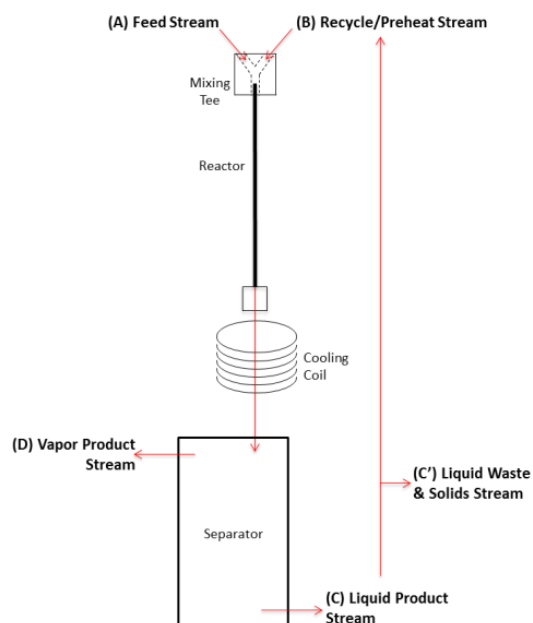 (A) Feed Stream
(B) Recycle/Preheat Stream
Mixing
Tee
Reactor
Cooling
Coil
(D) Vapor Product
Stream
(C') Liquid Waste
& Solids Stream
Separator
(C) Liquid Product
Stream